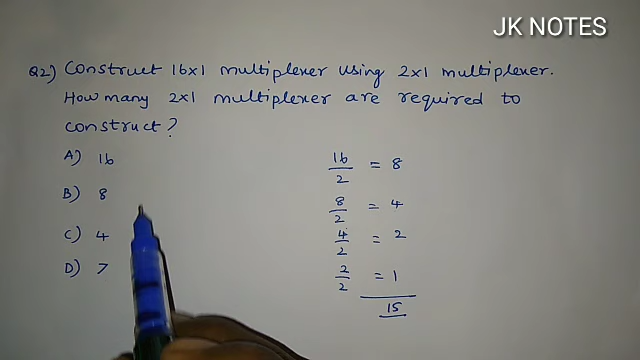 JK NOTES
Q2) Construct 16x1 multiplexer using 2x1 multiplexer.
How many 2x1 multiplexer are required to
construct?
A) 16
B) 8
C) 4
D) 7
16/2 = 8
8/2 = 4
4/2 = 2
2/2 = 1
15